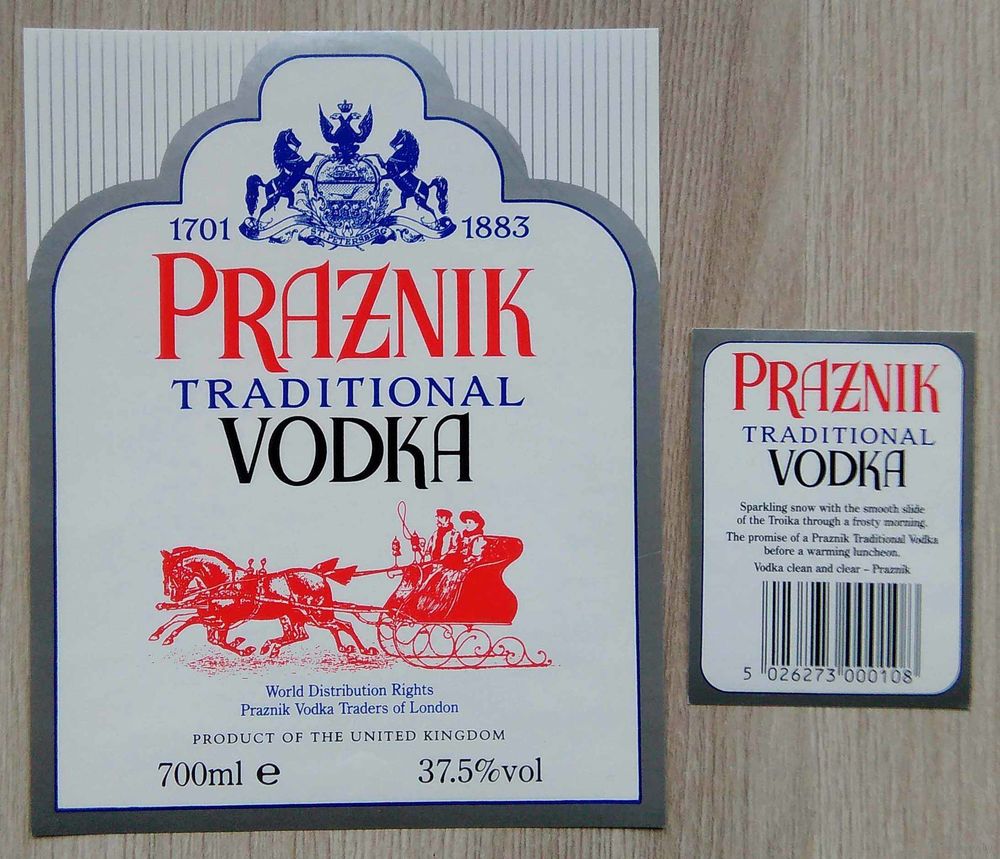 1701
ST. PETERSBERG
1883
PRAZNIK
TRADITIONAL
VODKA
World Distribution Rights
Praznik Vodka Traders of London
PRODUCT OF THE UNITED KINGDOM
700ml ℮
37.5%vol
PRAZNIK
TRADITIONAL
VODKA
Sparkling snow with the smooth slide
of the Troika through a frosty morning.
The promise of a Praznik Traditional Vodka
before a warming luncheon.
Vodka clean and clear – Praznik
5 026273 000108